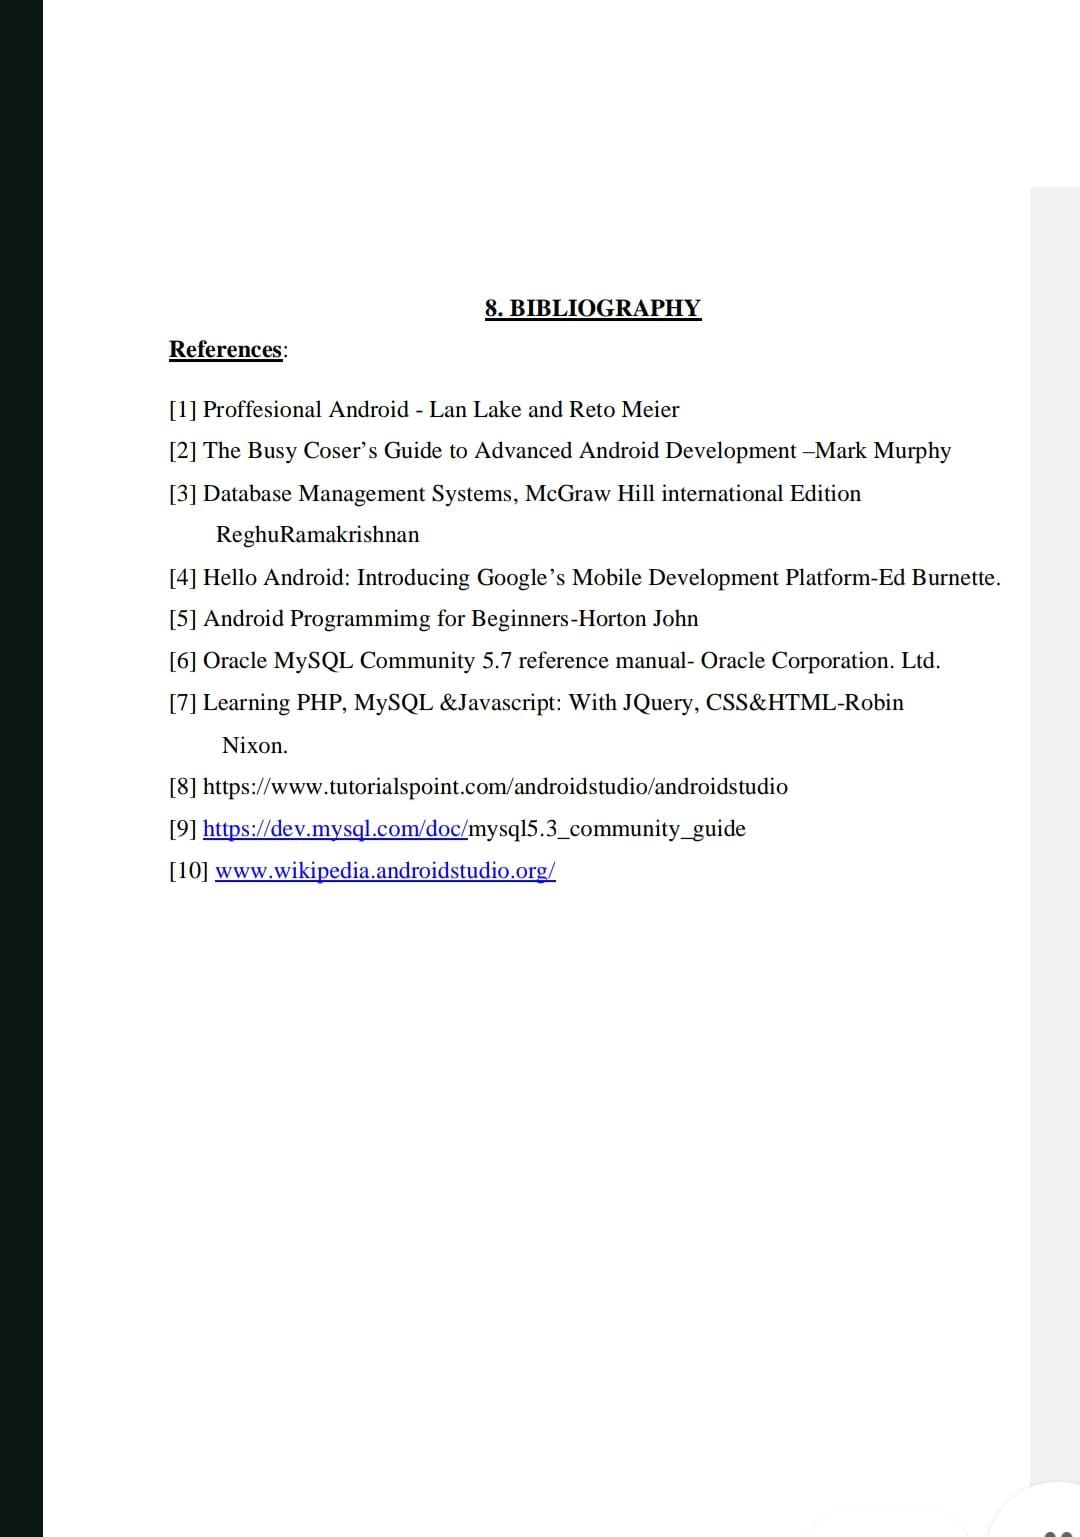 8. BIBLIOGRAPHY
References:
[1] Proffesional Android - Lan Lake and Reto Meier
[2] The Busy Coser’s Guide to Advanced Android Development –Mark Murphy
[3] Database Management Systems, McGraw Hill international Edition
ReghuRamakrishnan
[4] Hello Android: Introducing Google’s Mobile Development Platform-Ed Burnette.
[5] Android Programmimg for Beginners-Horton John
[6] Oracle MySQL Community 5.7 reference manual- Oracle Corporation. Ltd.
[7] Learning PHP, MySQL &Javascript: With JQuery, CSS&HTML-Robin
Nixon.
[8] https://www.tutorialspoint.com/androidstudio/androidstudio
[9] https://dev.mysql.com/doc/mysql5.3_community_guide
[10] www.wikipedia.androidstudio.org/